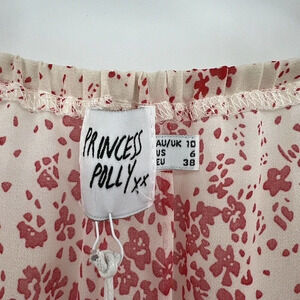 PRINCESS
POLLY xx
AU/UK 10
US 6
EU 38